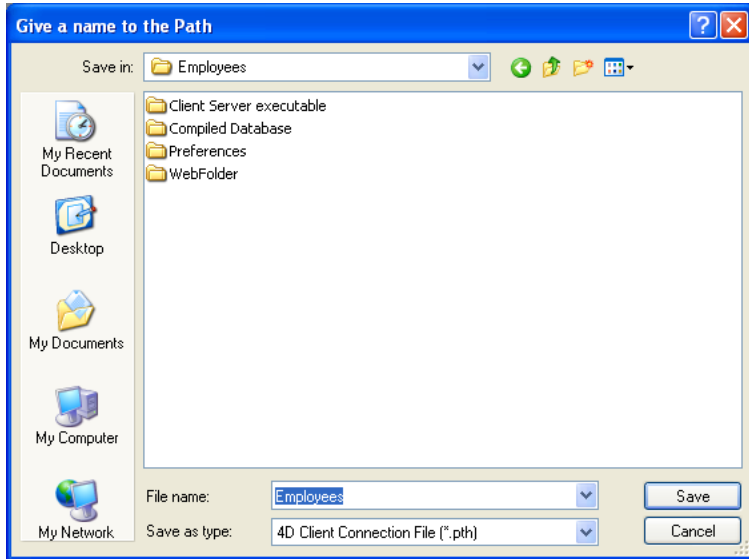 Give a name to the Path
Save in: Employees
Client Server executable
Compiled Database
Preferences
WebFolder
My Recent
Documents
Desktop
My Documents
My Computer
My Network
File name: Employees
Save
Save as type: 4D Client Connection File (*.pth)
Cancel